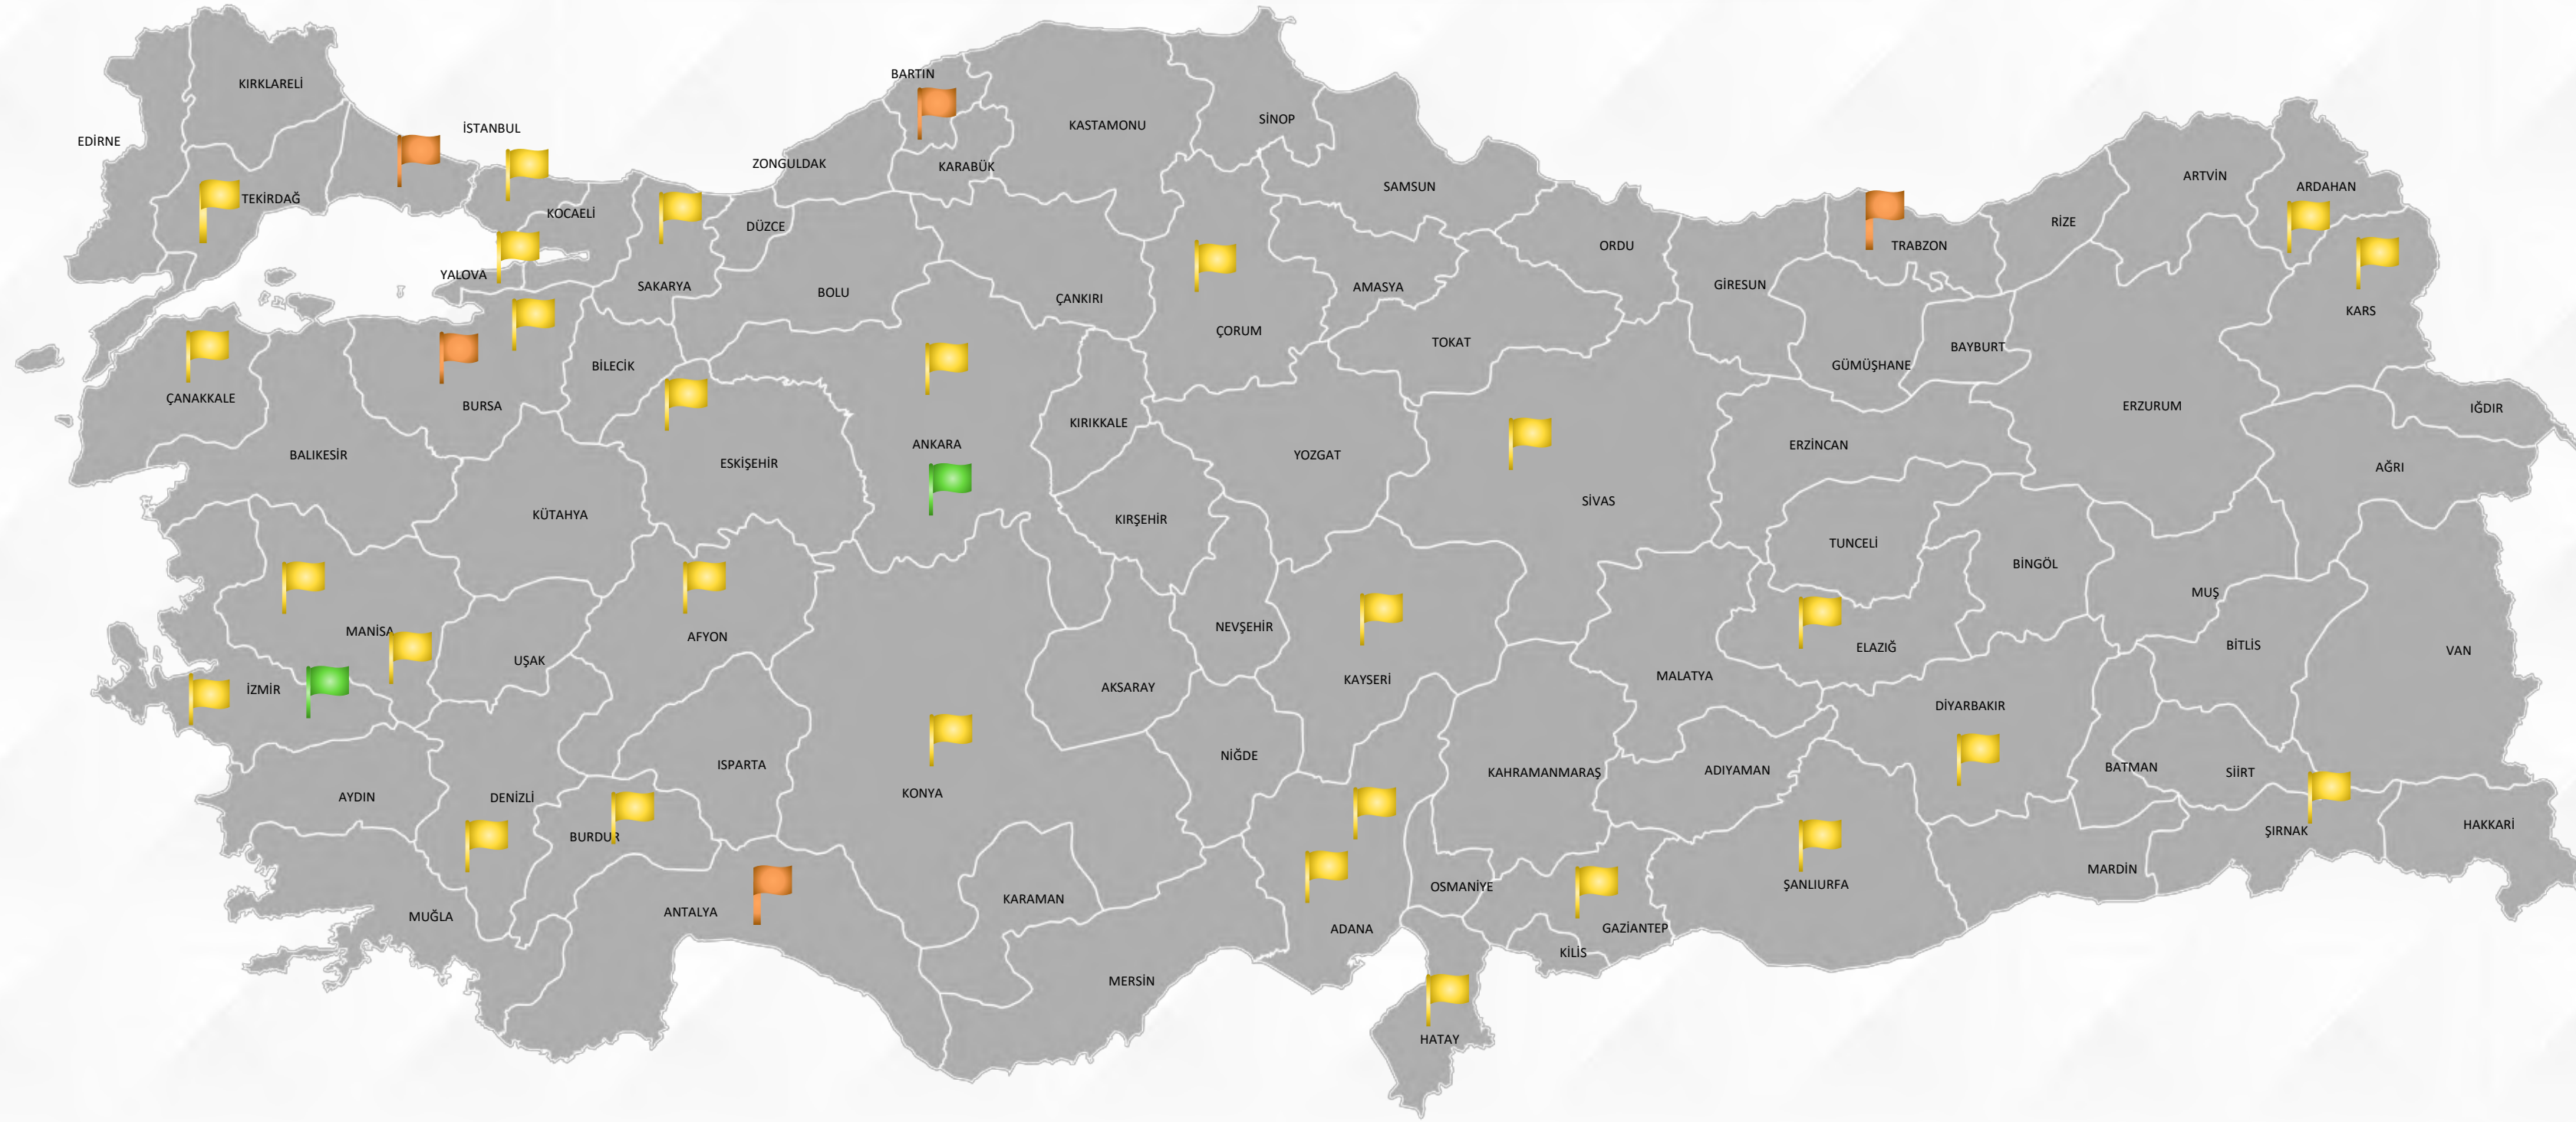 KIRKLARELİ
EDİRNE
İSTANBUL
TEKİRDAĞ
KOCAELİ
YALOVA
SAKARYA
DÜZCE
ZONGULDAK
BARTIN
KARABÜK
KASTAMONU
SİNOP
SAMSUN
ORDU
GİRESUN
TRABZON
RİZE
ARTVİN
ARDAHAN
KARS
BOLU
ÇANKIRI
ÇORUM
AMASYA
TOKAT
GÜMÜŞHANE
BAYBURT
ERZURUM
IĞDIR
AĞRI
ÇANAKKALE
BALIKESİR
BURSA
BİLECİK
ESKİŞEHİR
ANKARA
KIRIKKALE
YOZGAT
SİVAS
ERZİNCAN
KÜTAHYA
KIRŞEHİR
TUNCELİ
BİNGÖL
MUŞ
BİTLİS
VAN
MANİSA
UŞAK
AFYON
NEVŞEHİR
KAYSERİ
MALATYA
ELAZIĞ
İZMİR
AKSARAY
DİYARBAKIR
AYDIN
DENİZLİ
BURDUR
ISPARTA
KONYA
NİĞDE
KAHRAMANMARAŞ
ADIYAMAN
BATMAN
SİİRT
ŞIRNAK
HAKKARİ
MARDİN
MUĞLA
ANTALYA
KARAMAN
MERSİN
ADANA
OSMANİYE
GAZİANTEP
KİLİS
ŞANLIURFA
HATAY